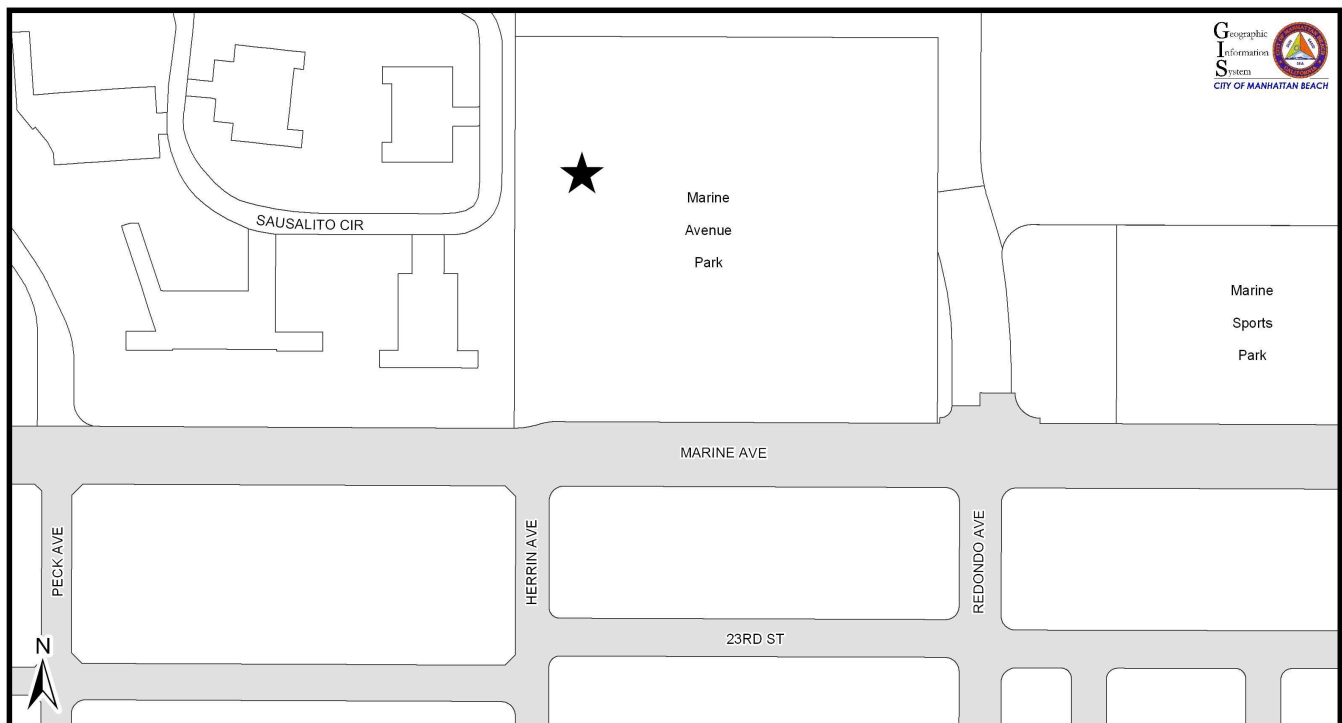 Geographic
Information
System
CITY OF MANHATTAN BEACH
SAUSALITO CIR
Marine
Avenue
Park
Marine
Sports
Park
MARINE AVE
PECK AVE
HERRIN AVE
REDONDO AVE
23RD ST
N